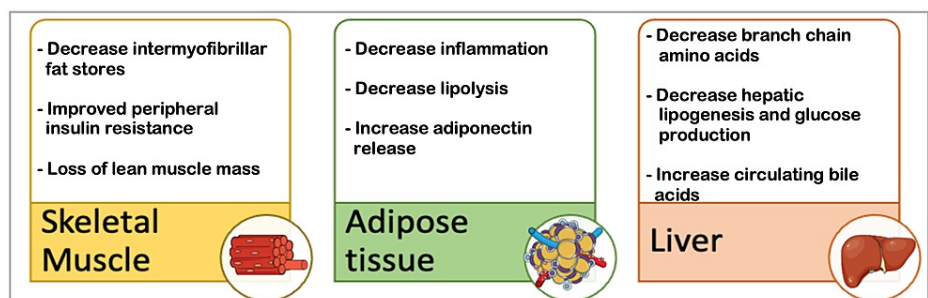 - Decrease intermyofibrillar
fat stores
- Improved peripheral
insulin resistance
- Loss of lean muscle mass
Skeletal
Muscle
- Decrease inflammation
- Decrease lipolysis
- Increase adiponectin
release
Adipose
tissue
- Decrease branch chain
amino acids
- Decrease hepatic
lipogenesis and glucose
production
- Increase circulating bile
acids
Liver